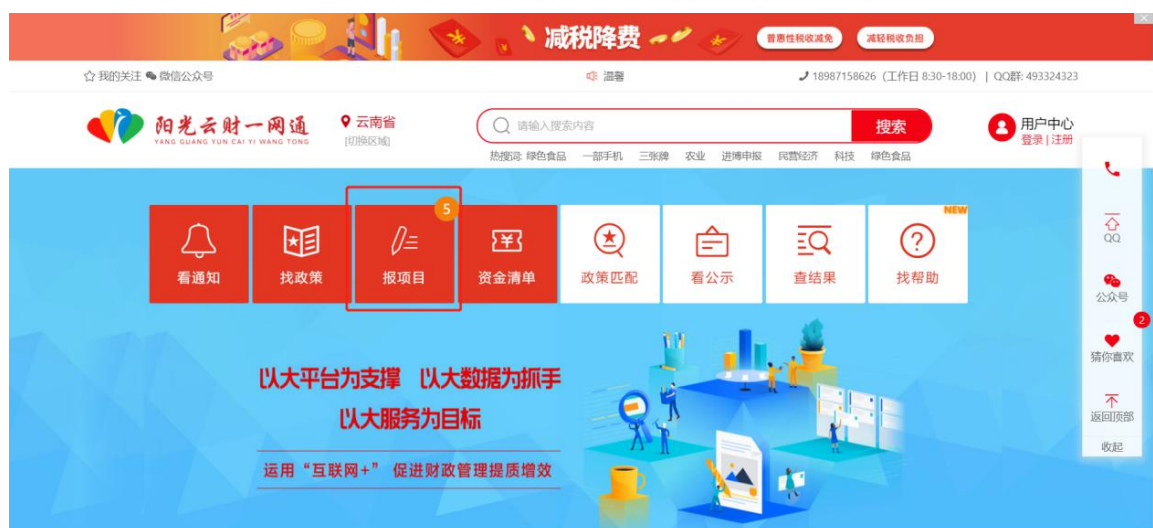 减税降费
普惠性税收减免
减轻税收负担
我的关注 微信公众号
温馨
18987158626（工作日 8:30-18:00） | QQ群: 493324323
阳光云财一网通
YANG GUANG YUN CAI YI WANG TONG
云南省
[切换区域]
请输入搜索内容
搜索
用户中心
登录 | 注册
热搜词: 绿色食品 一部手机 三张牌 农业 进博申报 民营经济 科技 绿色食品
5
NEW
看通知
找政策
报项目
资金清单
政策匹配
看公示
查结果
找帮助
QQ
公众号
2
猜你喜欢
返回顶部
收起
以大平台为支撑 以大数据为抓手
以大服务为目标
运用“互联网+” 促进财政管理提质增效